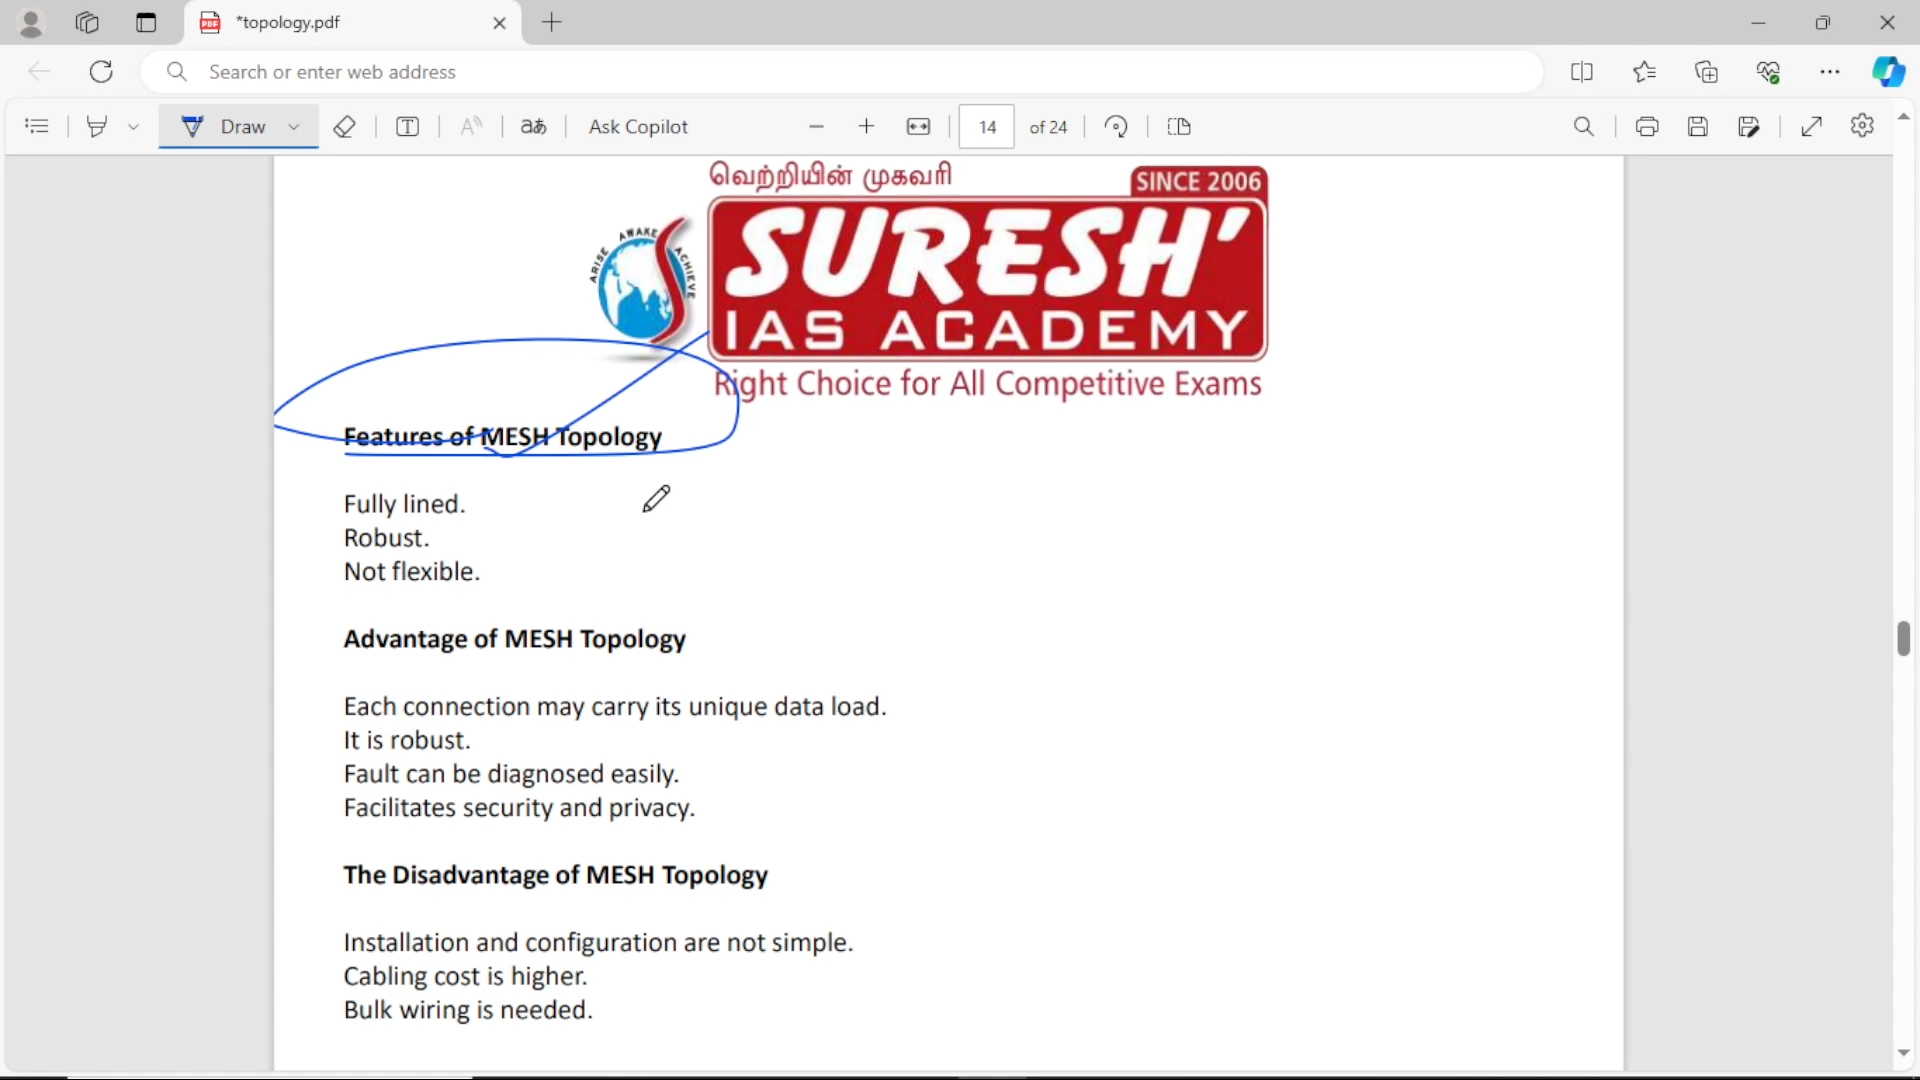 *topology.pdf
Search or enter web address
Draw
Ask Copilot
14 of 24
வெற்றியின் முகவரி
SINCE 2006
ARISE AWAKE ACHIEVE
SURESH'
IAS ACADEMY
Right Choice for All Competitive Exams
Features of MESH Topology
Fully lined.
Robust.
Not flexible.
Advantage of MESH Topology
Each connection may carry its unique data load.
It is robust.
Fault can be diagnosed easily.
Facilitates security and privacy.
The Disadvantage of MESH Topology
Installation and configuration are not simple.
Cabling cost is higher.
Bulk wiring is needed.